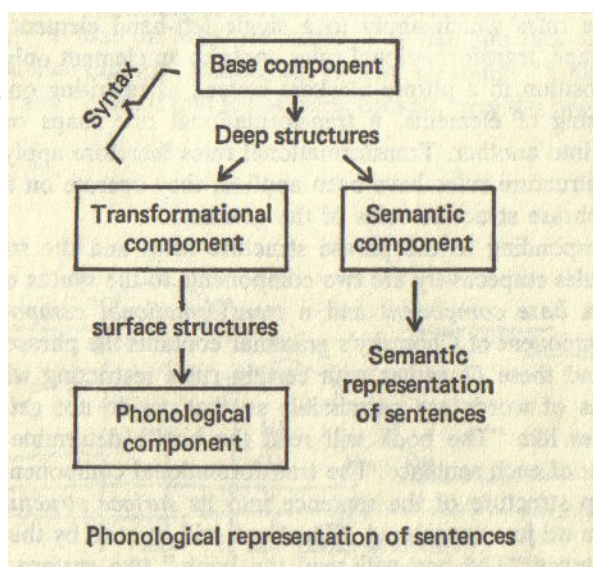 Syntax
Base component
Deep structures
Transformational
component
Semantic
component
surface structures
Semantic
representation
of sentences
Phonological
component
Phonological representation of sentences